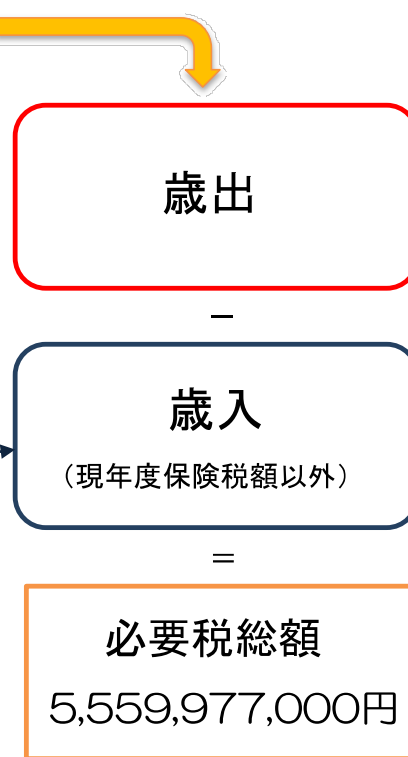 歳出
－
歳入
（現年度保険税額以外）
＝
必要税総額
5,559,977,000円